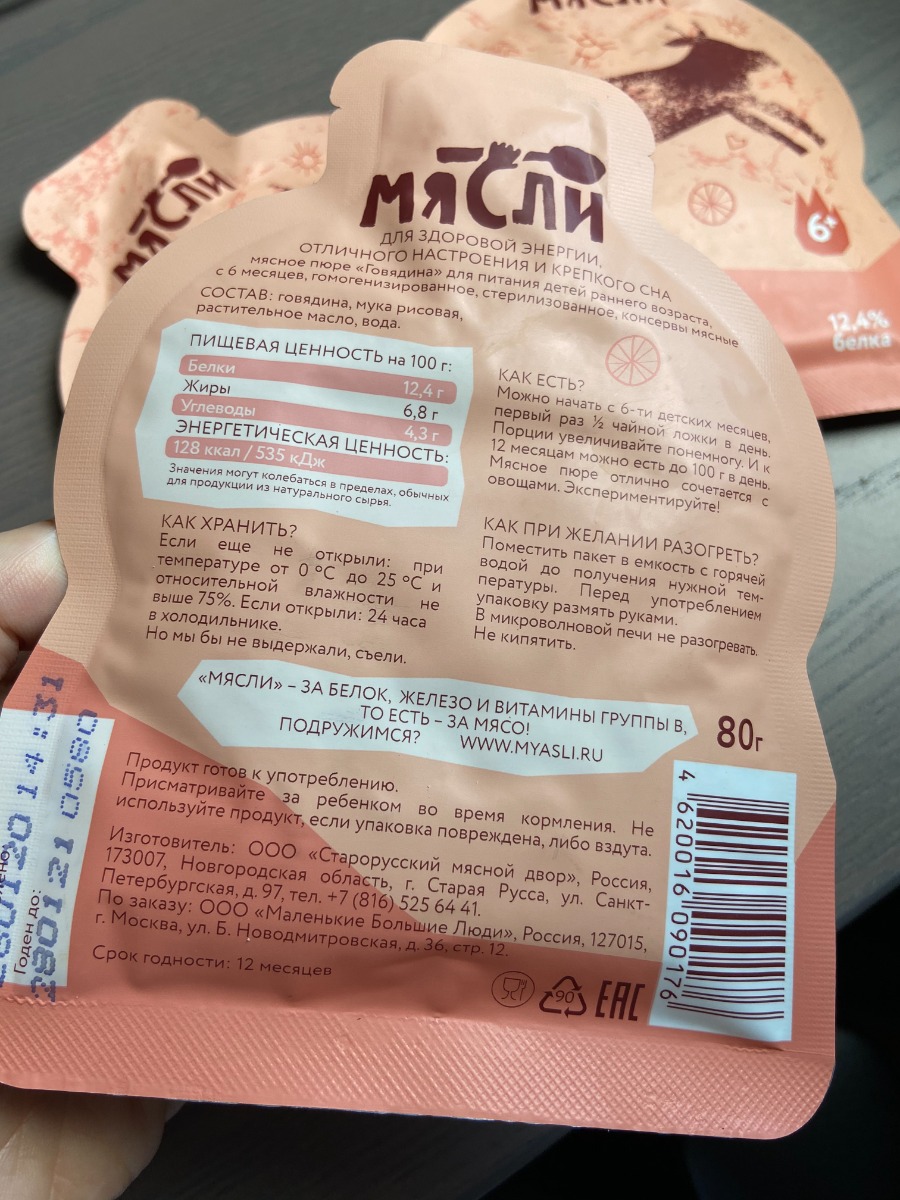 МЯСЛИ
ДЛЯ ЗДОРОВОЙ ЭНЕРГИИ,
ОТЛИЧНОГО НАСТРОЕНИЯ И КРЕПКОГО СНА
мясное пюре «Говядина» для питания детей раннего возраста,
с 6 месяцев, гомогенизированное, стерилизованное, консервы мясные
СОСТАВ: говядина, мука рисовая,
растительное масло, вода.
ПИЩЕВАЯ ЦЕННОСТЬ на 100 г:
Белки 12,4 г
Жиры 6,8 г
Углеводы 4,3 г
ЭНЕРГЕТИЧЕСКАЯ ЦЕННОСТЬ:
128 ккал / 535 кДж
Значения могут колебаться в пределах, обычных
для продукции из натурального сырья.
КАК ЕСТЬ?
Можно начать с 6-ти детских месяцев,
первый раз ½ чайной ложки в день.
Порции увеличивайте понемногу. И к
12 месяцам можно есть до 100 г в день.
Мясное пюре отлично сочетается с
овощами. Экспериментируйте!
КАК ХРАНИТЬ?
Если еще не открыли: при
температуре от 0 °C до 25 °C и
относительной влажности не
выше 75%. Если открыли: 24 часа
в холодильнике.
Но мы бы не выдержали, съели.
КАК ПРИ ЖЕЛАНИИ РАЗОГРЕТЬ?
Поместить пакет в емкость с горячей
водой до получения нужной тем-
пературы. Перед употреблением
упаковку размять руками.
В микроволновой печи не разогревать.
Не кипятить.
«МЯСЛИ» – ЗА БЕЛОК, ЖЕЛЕЗО И ВИТАМИНЫ ГРУППЫ В,
ТО ЕСТЬ – ЗА МЯСО!
ПОДРУЖИМСЯ? WWW.MYASLI.RU
80г
Продукт готов к употреблению.
Присматривайте за ребенком во время кормления. Не
используйте продукт, если упаковка повреждена, либо вздута.
Изготовитель: ООО «Старорусский мясной двор», Россия,
173007, Новгородская область, г. Старая Русса, ул. Санкт-
Петербургская, д. 97, тел. +7 (816) 525 64 41.
По заказу: ООО «Маленькие Большие Люди», Россия, 127015,
г. Москва, ул. Б. Новодмитровская, д. 36, стр. 12.
Срок годности: 12 месяцев
90
EAC
4 620016 090176
14:31
Годен до:
290121 0580
МЯСЛИ
МЯСЛИ
6+
12,4%
белка